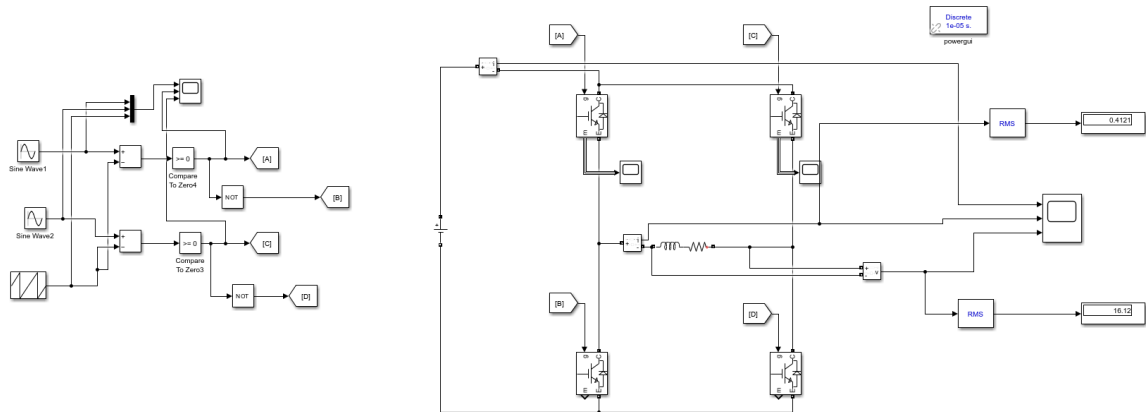 Discrete
1e-05 s.
powergui
[A]
[C]
+
i
-
g
C
m
E
g
C
m
E
RMS
0.4121
Sine Wave1
+
−
>= 0
Compare
To Zero4
[A]
NOT
[B]
Sine Wave2
+
−
>= 0
Compare
To Zero3
[C]
NOT
[D]
+
+
i
-
+
-
v
[B]
[D]
RMS
16.12
g
C
m
E
g
C
m
E